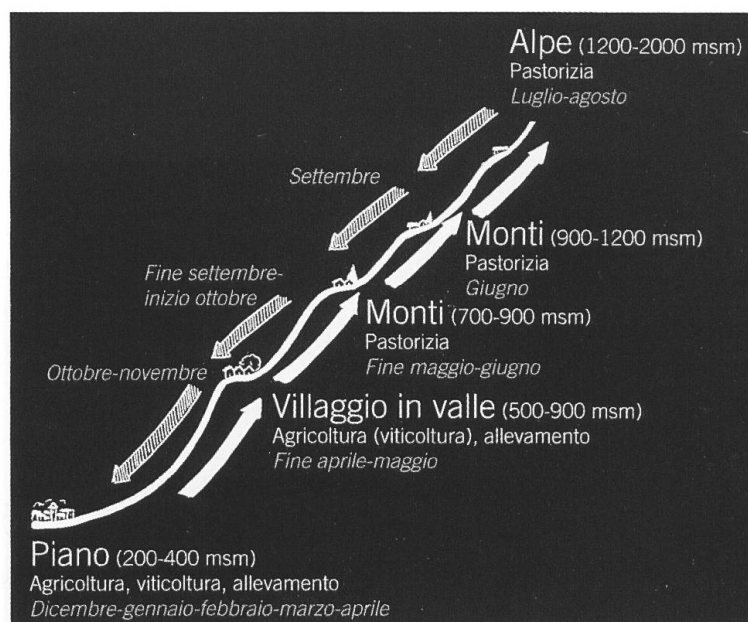 Alpe (1200-2000 msm)
Pastorizia
Luglio-agosto
Settembre
Monti (900-1200 msm)
Pastorizia
Giugno
Fine settembre-
inizio ottobre
Monti (700-900 msm)
Pastorizia
Fine maggio-giugno
Ottobre-novembre
Villaggio in valle (500-900 msm)
Agricoltura (viticoltura), allevamento
Fine aprile-maggio
Piano (200-400 msm)
Agricoltura, viticoltura, allevamento
Dicembre-gennaio-febbraio-marzo-aprile